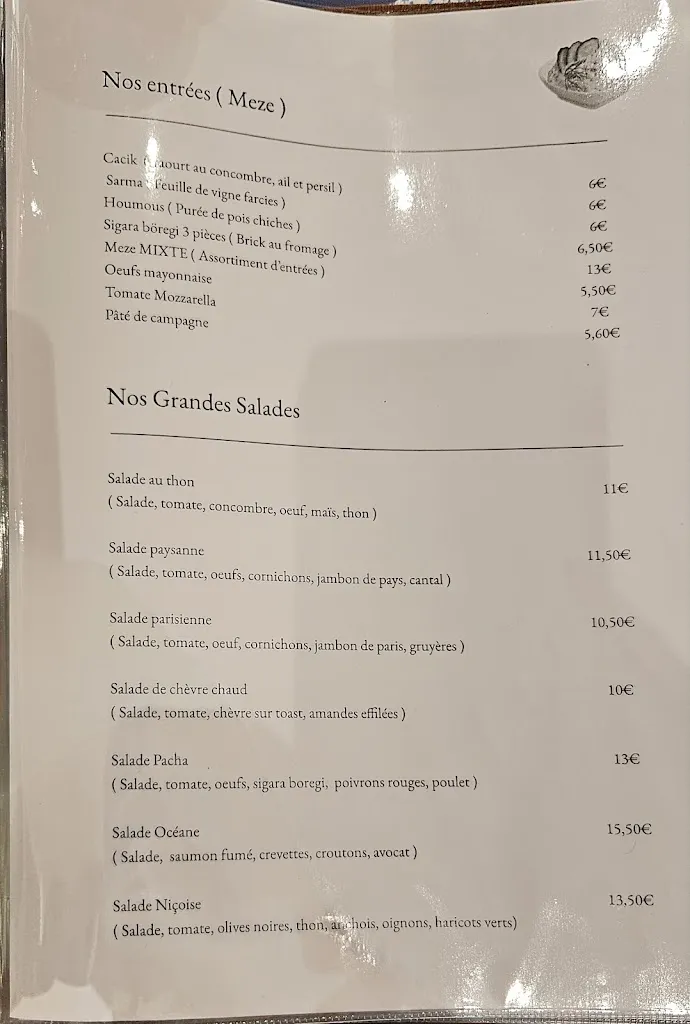 Nos entrées ( Meze )
Cacik au concombre, ail et persil ) 6€
Sarma Feuille de vigne farcies ) 6€
Houmous ( Purée de pois chiches ) 6€
Sigara böregi 3 pièces ( Brick au fromage ) 6,50€
Meze MIXTE ( Assortiment d'entrées ) 13€
Oeufs mayonnaise 5,50€
Tomate Mozzarella 7€
Pâté de campagne 5,60€
Nos Grandes Salades
Salade au thon 11€
( Salade, tomate, concombre, oeuf, maïs, thon )
Salade paysanne 11,50€
( Salade, tomate, oeufs, cornichons, jambon de pays, cantal )
Salade parisienne 10,50€
( Salade, tomate, oeuf, cornichons, jambon de paris, gruyères )
Salade de chèvre chaud 10€
( Salade, tomate, chèvre sur toast, amandes effilées )
Salade Pacha 13€
( Salade, tomate, oeufs, sigara boregi, poivrons rouges, poulet )
Salade Océane 15,50€
( Salade, saumon fumé, crevettes, croutons, avocat )
Salade Niçoise 13,50€
( Salade, tomate, olives noires, thon, anchois, oignons, haricots verts)